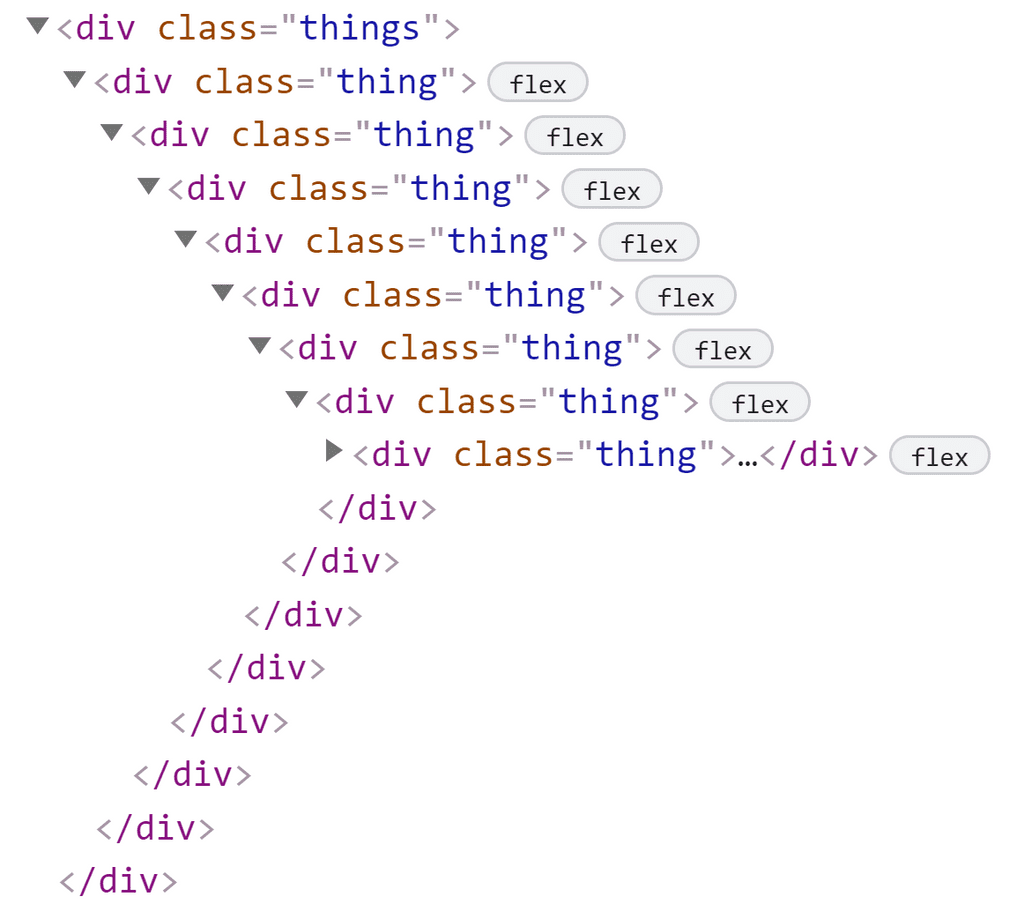 <div class="things">
<div class="thing"> flex
<div class="thing"> flex
<div class="thing"> flex
<div class="thing"> flex
<div class="thing"> flex
<div class="thing"> flex
<div class="thing"> flex
<div class="thing">…</div> flex
</div>
</div>
</div>
</div>
</div>
</div>
</div>
</div>